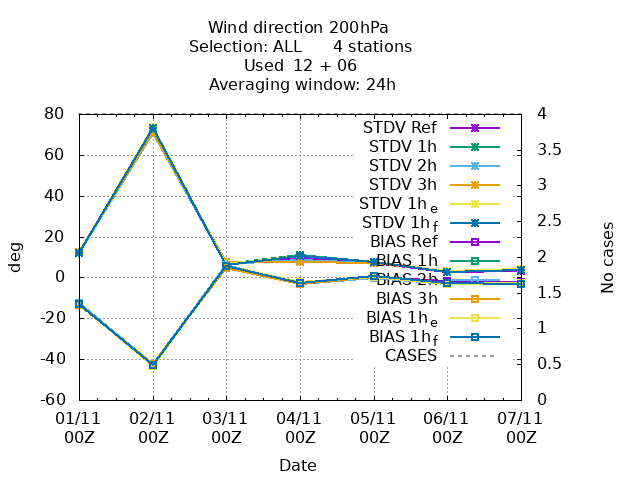 Wind direction 200hPa
Selection: ALL 4 stations
Used 12 + 06
Averaging window: 24h
80
60
40
20
0
-20
-40
-60
deg
4
3.5
3
2.5
2
1.5
1
0.5
0
No cases
STDV Ref
STDV 1h
STDV 2h
STDV 3h
STDV 1h e
STDV 1h f
BIAS Ref
BIAS 1h
BIAS 2h
BIAS 3h
BIAS 1h e
BIAS 1h f
CASES
01/11 02/11 03/11 04/11 05/11 06/11 07/11
00Z 00Z 00Z 00Z 00Z 00Z 00Z
Date